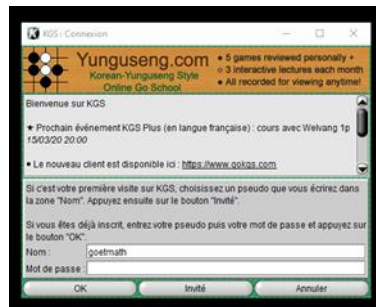 KGS : Connexion
Yunguseng.com
Korean-Yunguseng Style
Online Go School
• 5 games reviewed personally +
o 3 interactive lectures each month
• All recorded for viewing anytime!
Bienvenue sur KGS
★ Prochain événement KGS Plus (en langue française) : cours avec Welvang 1p
15/03/20 20:00
• Le nouveau client est disponible ici : https://www.gokgs.com
Si c'est votre première visite sur KGS, choisissez un pseudo que vous écrirez dans
la zone "Nom". Appuyez ensuite sur le bouton "Invité".
Si vous êtes déjà inscrit, entrez votre pseudo puis votre mot de passe et appuyez sur
le bouton "OK".
Nom : goetmath
Mot de passe :
OK Invité Annuler